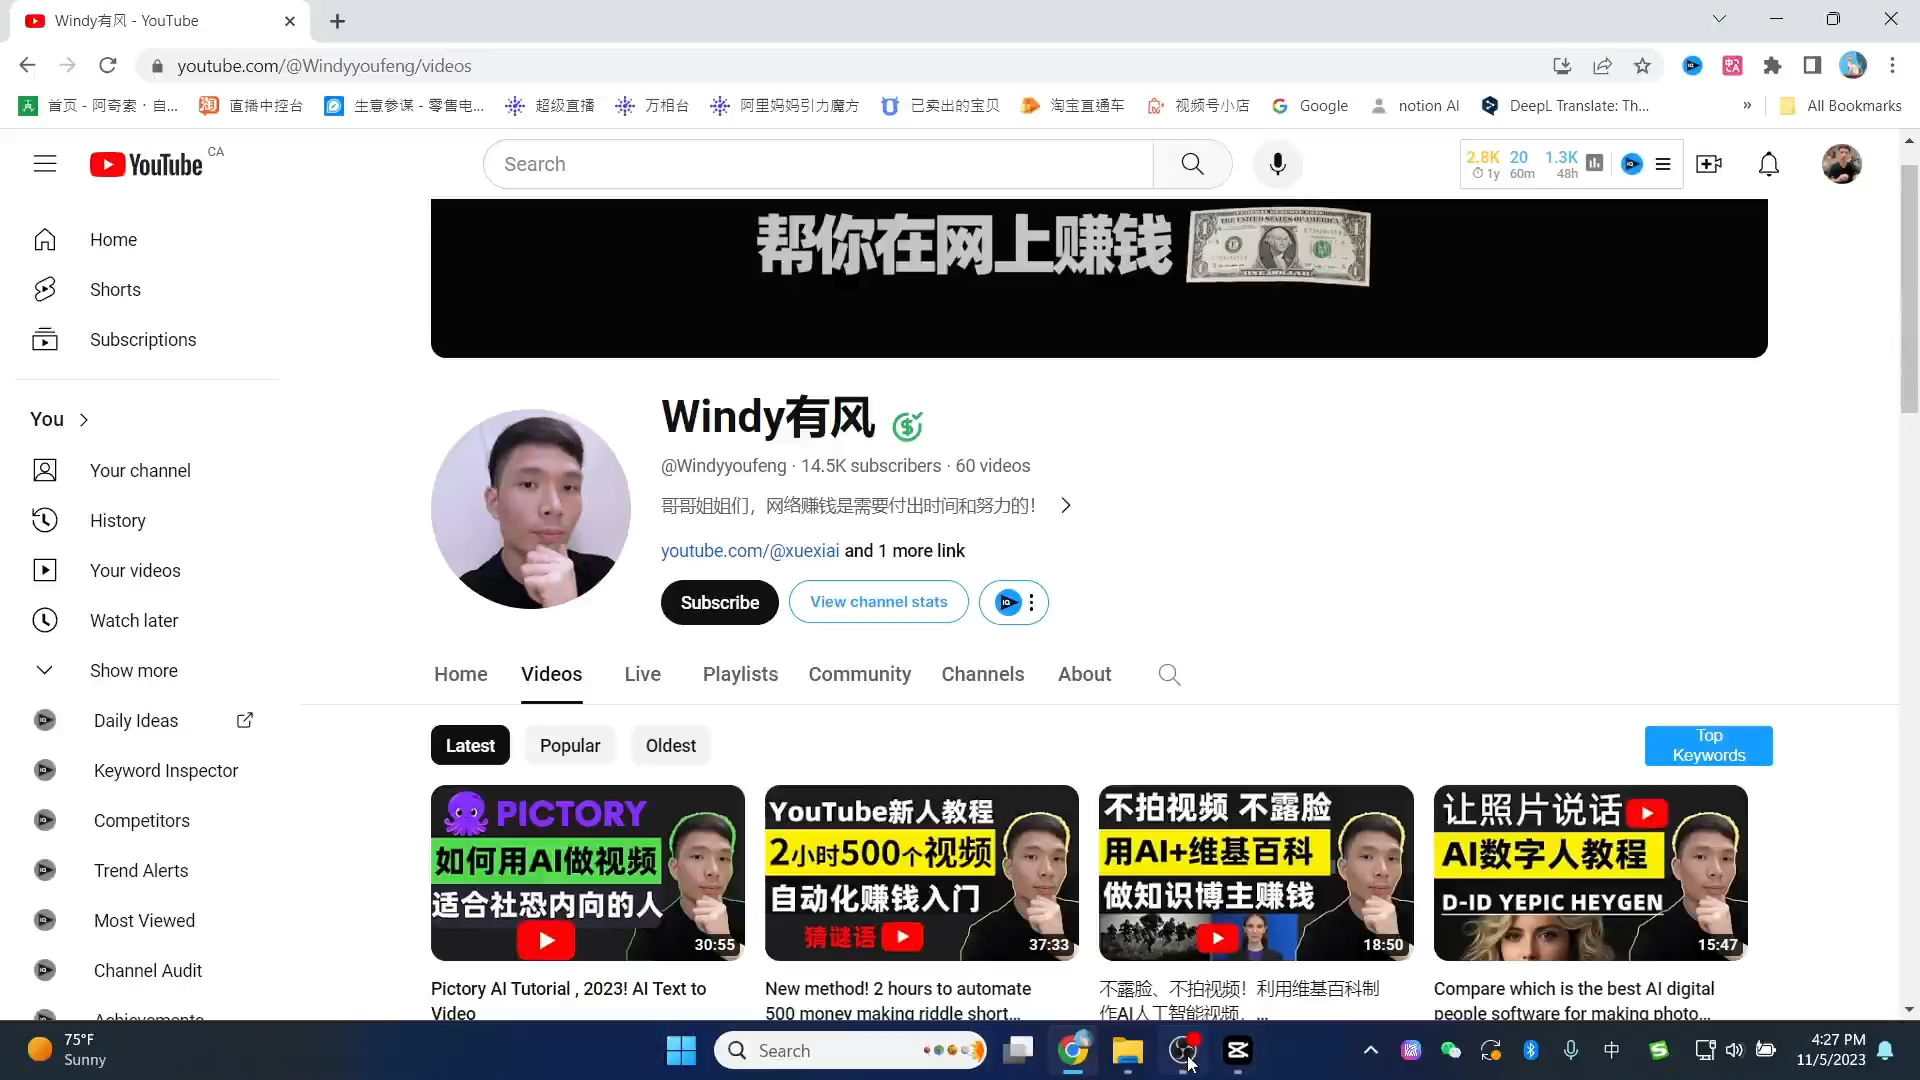 Windy有风 - YouTube
youtube.com/@Windyyoufeng/videos
首页 - 阿奇索 · 自...
直播中控台
生意参谋 - 零售电...
超级直播
万相台
阿里妈妈引力魔方
已卖出的宝贝
淘宝直通车
视频号小店
Google
notion AI
DeepL Translate: Th...
»
All Bookmarks
YouTube CA
Search
2.8K 20 1.3K
1y 60m 48h
帮你在网上赚钱
THE UNITED STATES OF AMERICA
Home
Shorts
Subscriptions
You
Your channel
History
Your videos
Watch later
Show more
Daily Ideas
Keyword Inspector
Competitors
Trend Alerts
Most Viewed
Channel Audit
Achievements
Windy有风
@Windyyoufeng · 14.5K subscribers · 60 videos
哥哥姐姐们，网络赚钱是需要付出时间和努力的！
youtube.com/@xuexiai and 1 more link
Subscribe
View channel stats
Home
Videos
Live
Playlists
Community
Channels
About
Latest
Popular
Oldest
Top
Keywords
PICTORY
如何用AI做视频
适合社恐内向的人
30:55
Pictory AI Tutorial , 2023! AI Text to
Video
YouTube新人教程
2小时500个视频
自动化赚钱入门
猜谜语
37:33
New method! 2 hours to automate
500 money making riddle short...
不拍视频 不露脸
用AI+维基百科
做知识博主赚钱
18:50
不露脸、不拍视频！利用维基百科制
作AI人工智能视频，...
让照片说话
AI数字人教程
D-ID YEPIC HEYGEN
15:47
Compare which is the best AI digital
people software for making photo...
75°F
Sunny
Search
中
4:27 PM
11/5/2023